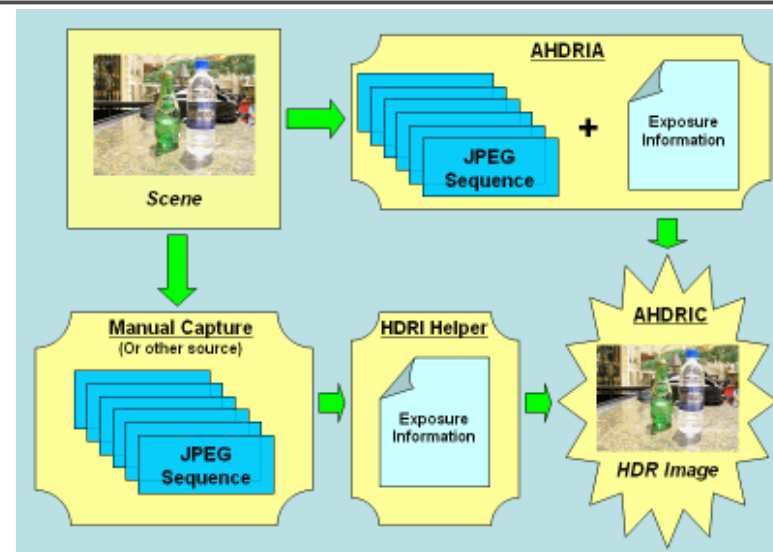 Scene
AHDRIA
JPEG
Sequence
+
Exposure
Information
Manual Capture
(Or other source)
JPEG
Sequence
HDRI Helper
Exposure
Information
AHDRIC
HDR Image